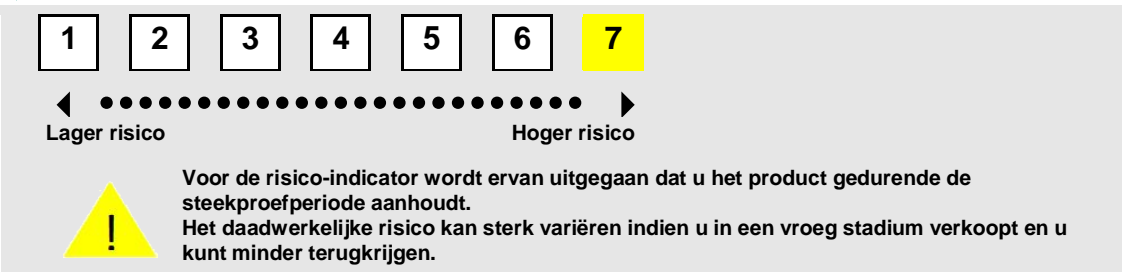 1 2 3 4 5 6 7
Lager risico Hoger risico
Voor de risico-indicator wordt ervan uitgegaan dat u het product gedurende de
steekproefperiode aanhoudt.
Het daadwerkelijke risico kan sterk variëren indien u in een vroeg stadium verkoopt en u
kunt minder terugkrijgen.
!